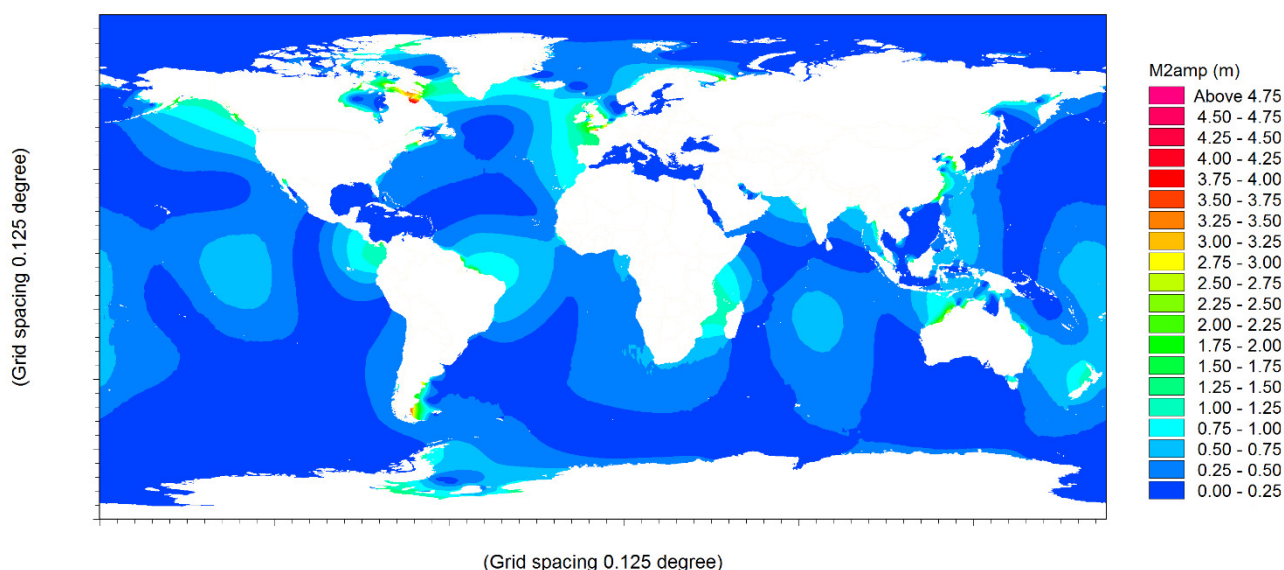 (Grid spacing 0.125 degree)
(Grid spacing 0.125 degree)
M2amp (m)
Above 4.75
4.50 - 4.75
4.25 - 4.50
4.00 - 4.25
3.75 - 4.00
3.50 - 3.75
3.25 - 3.50
3.00 - 3.25
2.75 - 3.00
2.50 - 2.75
2.25 - 2.50
2.00 - 2.25
1.75 - 2.00
1.50 - 1.75
1.25 - 1.50
1.00 - 1.25
0.75 - 1.00
0.50 - 0.75
0.25 - 0.50
0.00 - 0.25